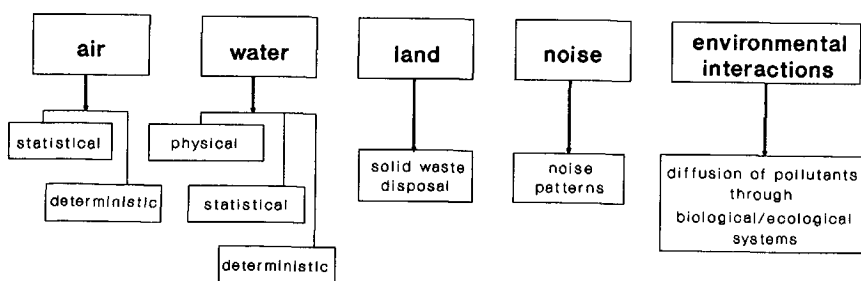 air
water
land
noise
environmental
interactions
statistical
physical
solid waste
disposal
noise
patterns
diffusion of pollutants
through
biological/ecological
systems
deterministic
statistical
deterministic